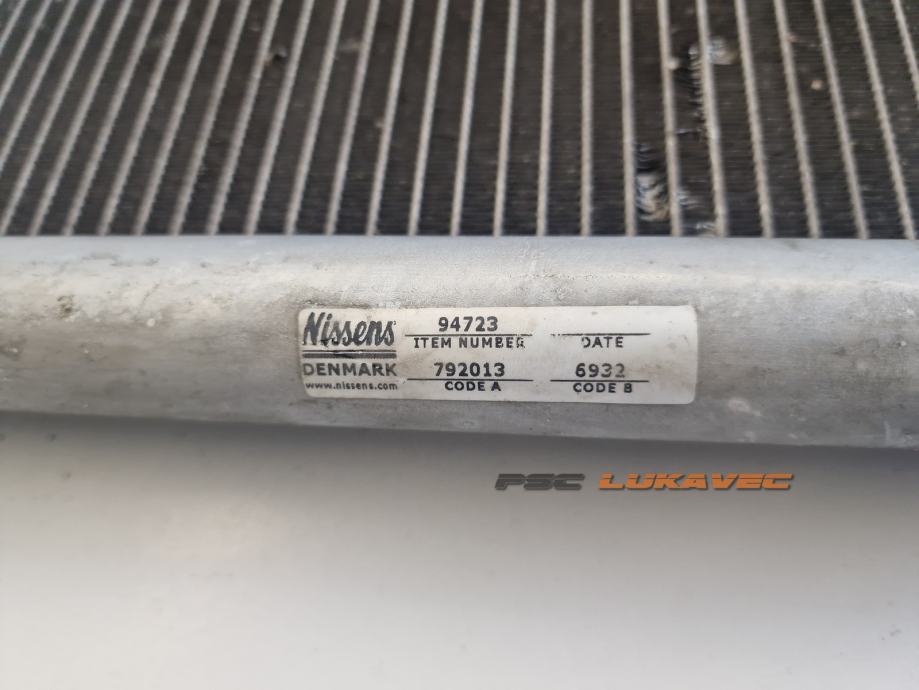 Nissens
94723
ITEM NUMBER
DATE
DENMARK
792013
6932
www.nissens.com
CODE A
CODE B
PSC LUKAVEC